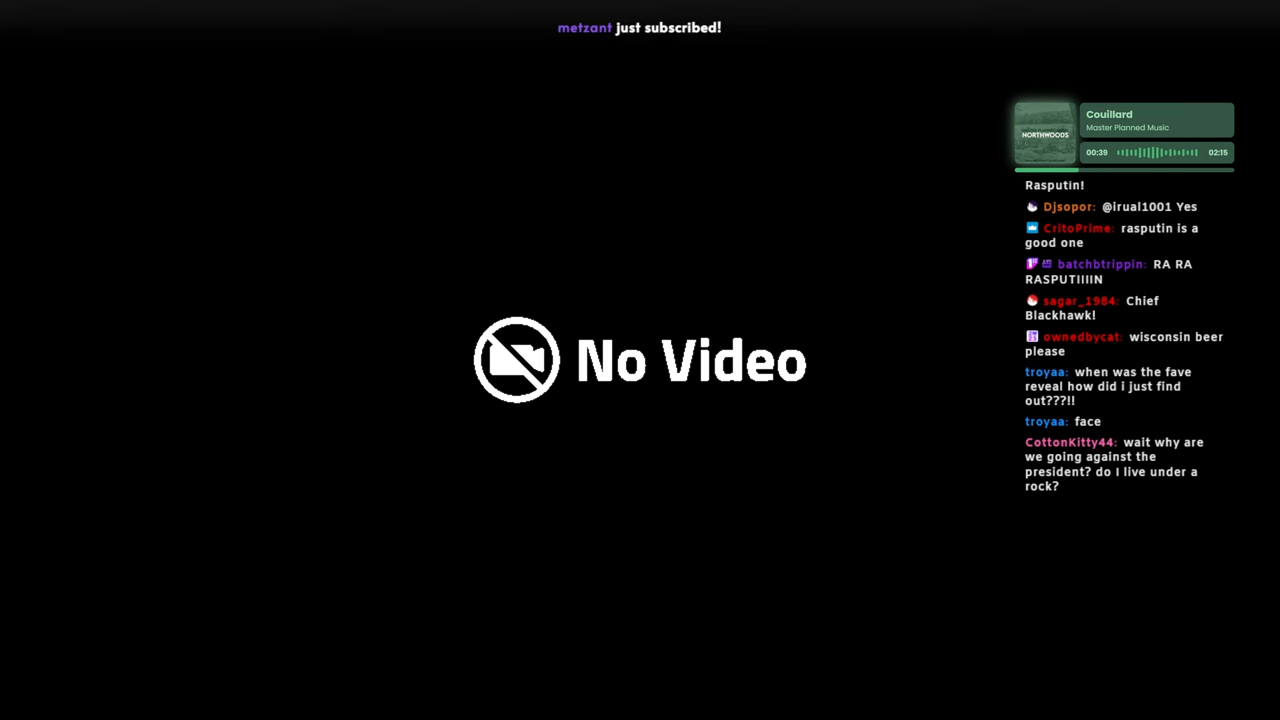 metzant just subscribed!
NORTHWOODS
Couillard
Master Planned Music
00:39 02:15
Rasputin!
Djsopor: @irual1001 Yes
CritoPrime: rasputin is a
good one
batchbtrippin: RA RA
RASPUTIIIIN
sagar_1984: Chief
Blackhawk!
ownedbycat: wisconsin beer
please
troyaa: when was the fave
reveal how did i just find
out???!!
troyaa: face
CottonKitty44: wait why are
we going against the
president? do I live under a
rock?
No Video